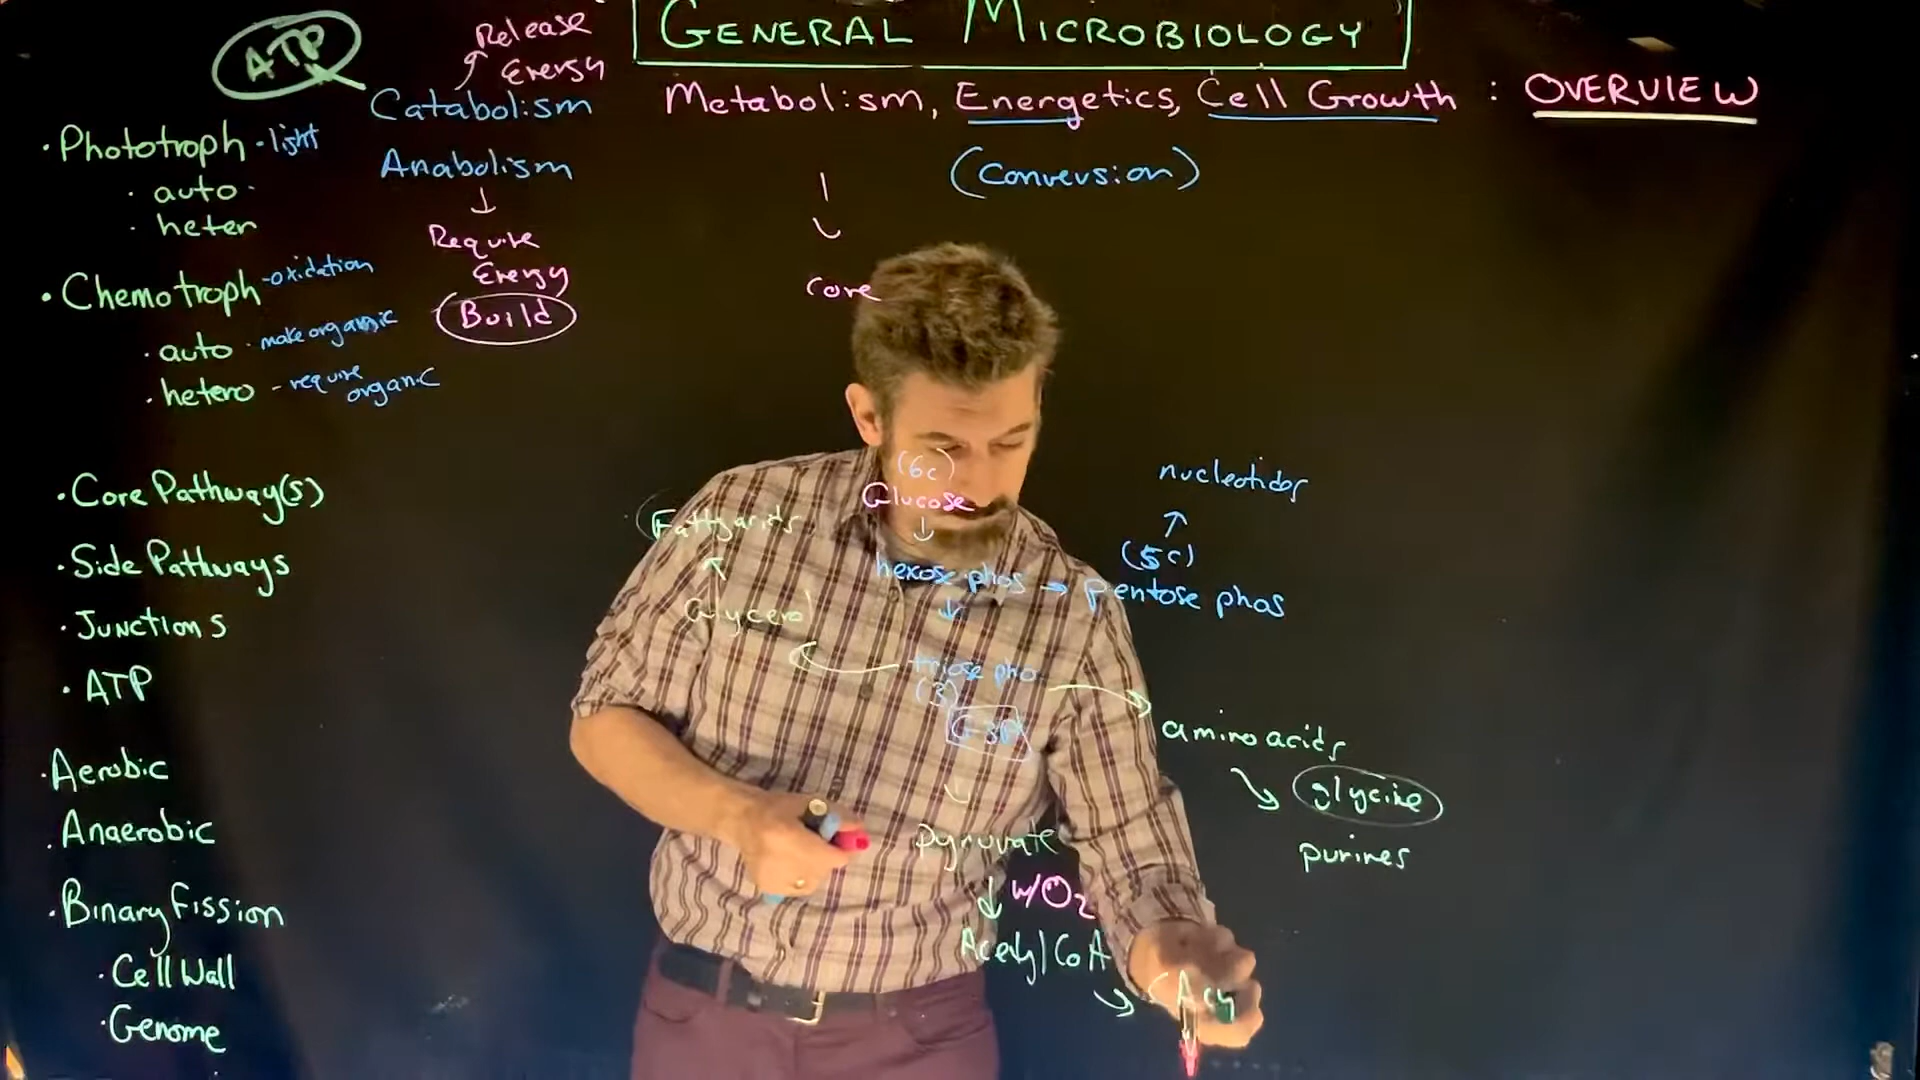 GENERAL MICROBIOLOGY
Metabolism, Energetics, Cell Growth : OVERVIEW
(Conversion)
core
ATP
Release
Energy
Catabolism
Anabolism
Require
Energy
Build
• Phototroph - light
• auto
• heter
• Chemotroph - oxidation
• auto - make organic
• hetero - require
organic
• Core Pathway(s)
• Side Pathways
• Junctions
• ATP
• Aerobic
• Anaerobic
• Binary Fission
• Cell Wall
• Genome
(6c)
Glucose
hexose phos → pentose phos
(5c)
nucleotides
Fatty acids
Glycerol
triose pho
(3)
G-3P
amino acids
glycine
purines
Pyruvate
w/O2
Acetyl CoA